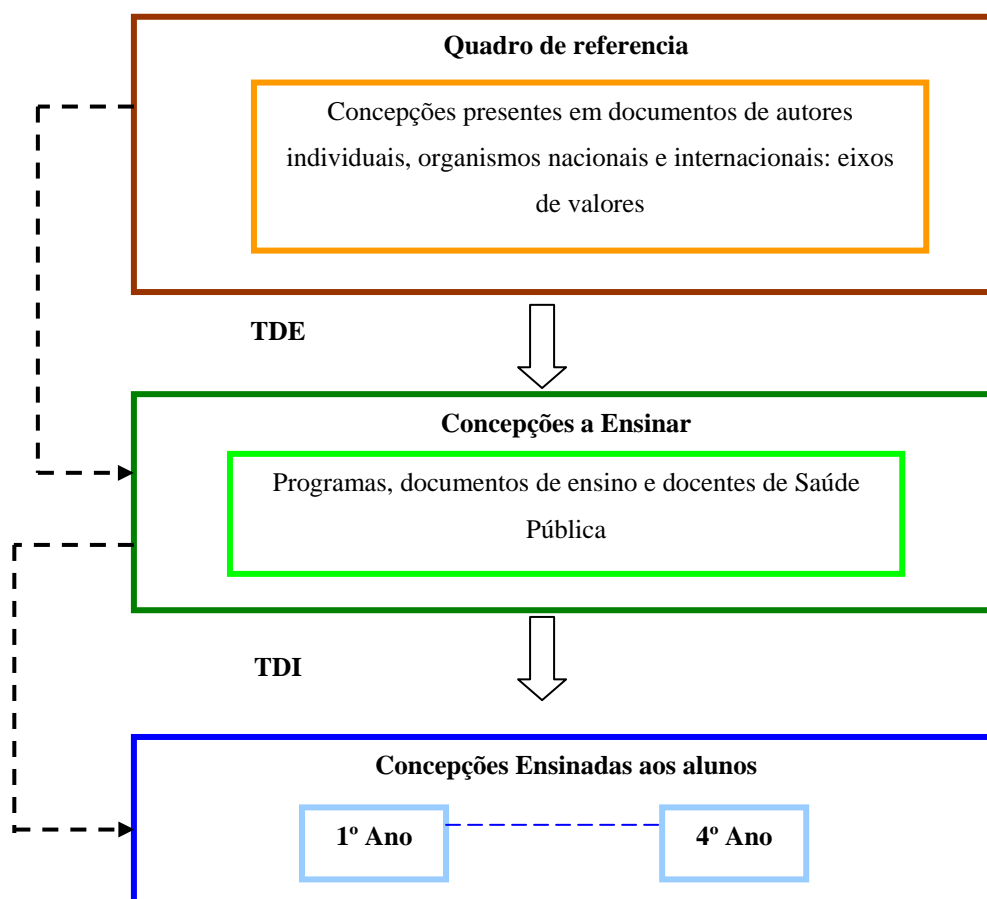 Quadro de referencia
Concepções presentes em documentos de autores
individuais, organismos nacionais e internacionais: eixos
de valores
TDE
Concepções a Ensinar
Programas, documentos de ensino e docentes de Saúde
Pública
TDI
Concepções Ensinadas aos alunos
1º Ano
4º Ano